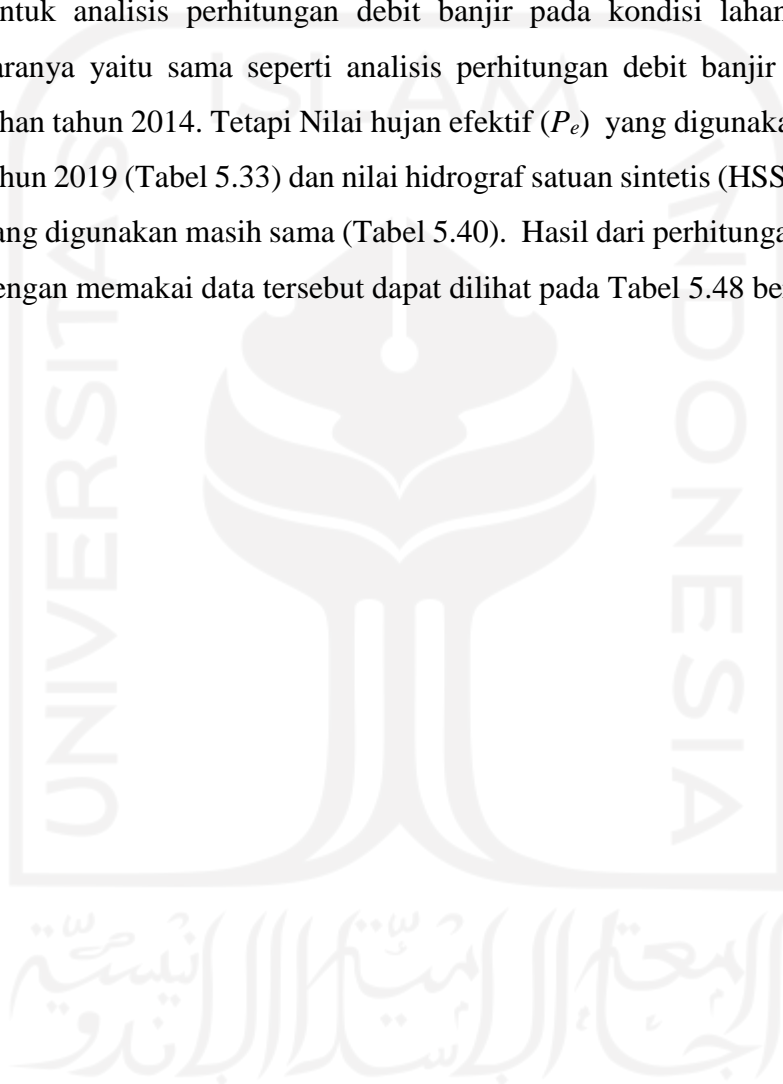 ntuk analisis perhitungan debit banjir pada kondisi lahan
aranya yaitu sama seperti analisis perhitungan debit banjir
han tahun 2014. Tetapi Nilai hujan efektif (Pe) yang digunaka
hun 2019 (Tabel 5.33) dan nilai hidrograf satuan sintetis (HSS
ang digunakan masih sama (Tabel 5.40). Hasil dari perhitunga
engan memakai data tersebut dapat dilihat pada Tabel 5.48 be
ISLAM
UNIVERSITAS
INDONESIA